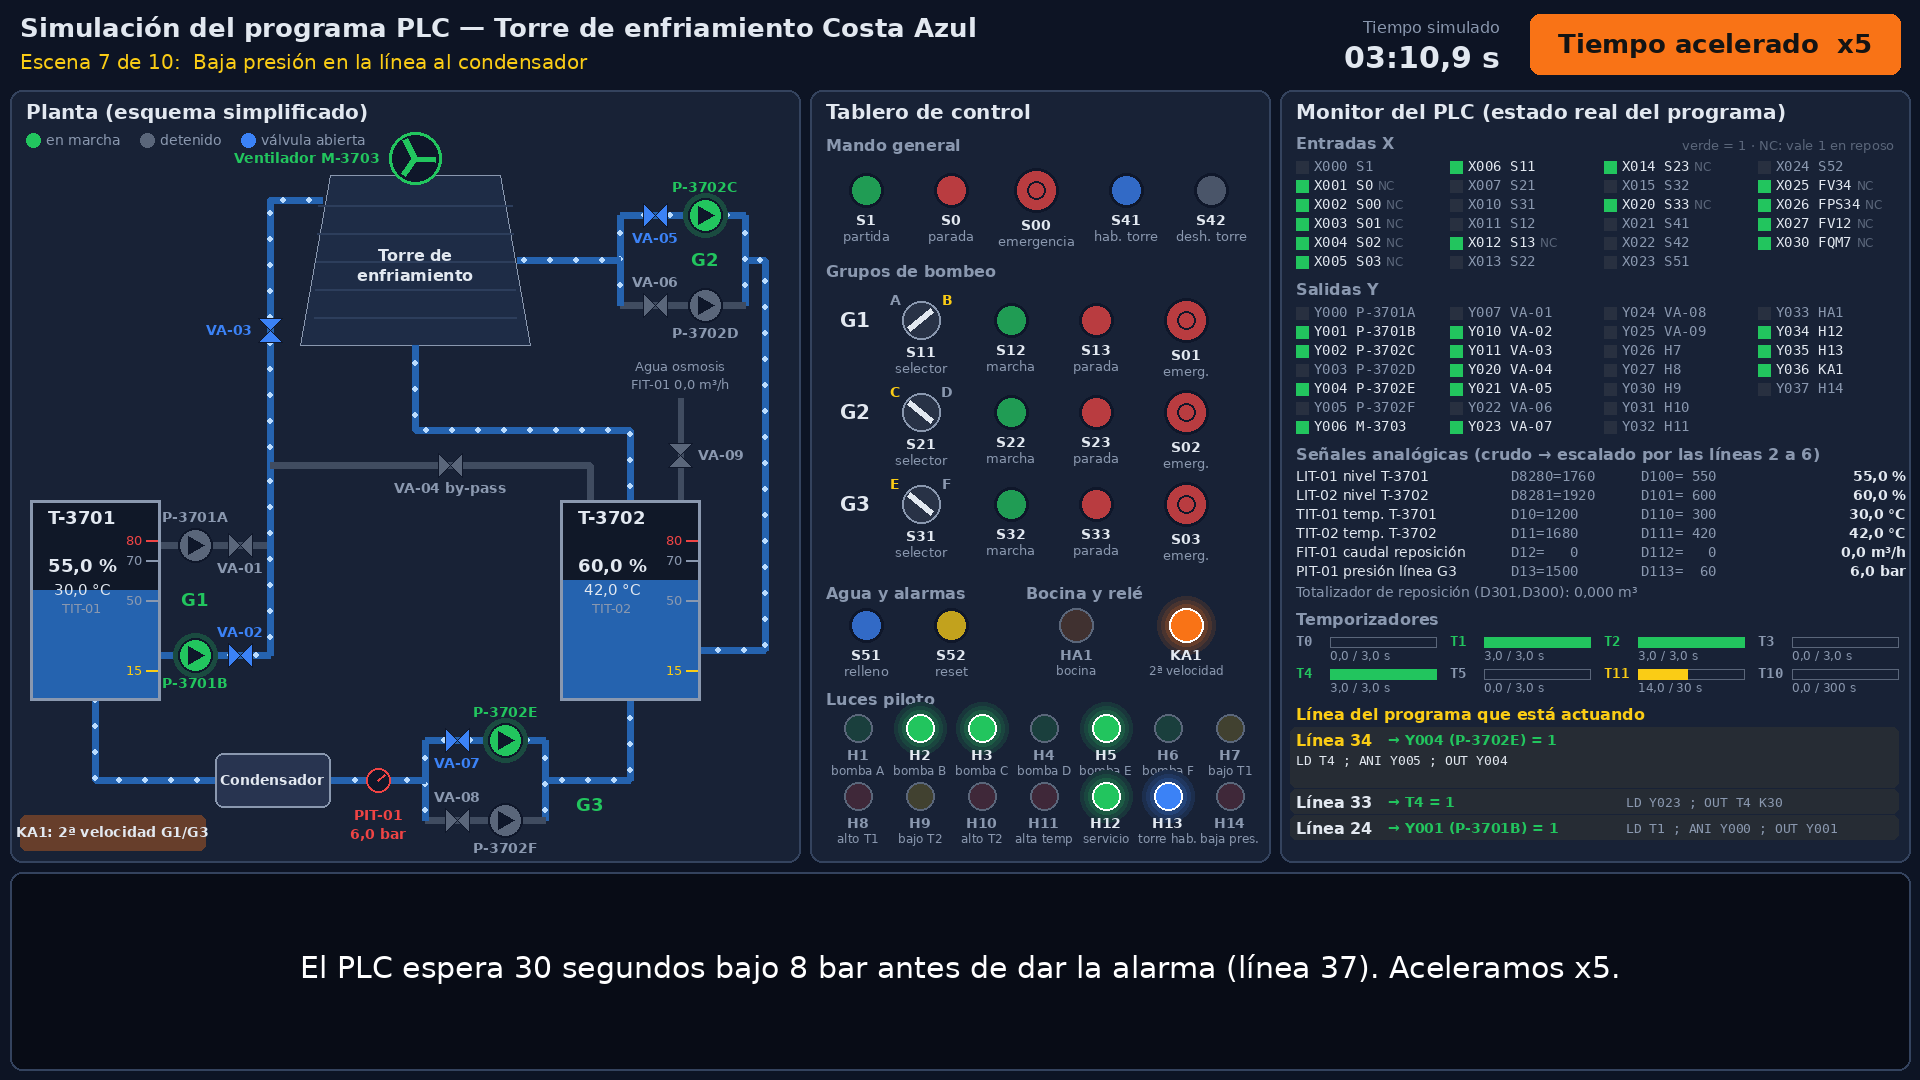 Simulación del programa PLC — Torre de enfriamiento Costa Azul
Escena 7 de 10:  Baja presión en la línea al condensador
Tiempo simulado
03:10,9 s
Tiempo acelerado  x5
Planta (esquema simplificado)
en marcha   detenido   válvula abierta
Ventilador M-3703
P-3702C
VA-05
G2
VA-06
P-3702D
Torre de
enfriamiento
VA-03
Agua osmosis
FIT-01 0,0 m³/h
VA-09
VA-04 by-pass
T-3701
80
70
55,0 %
30,0 °C
TIT-01
50
15
P-3701A
VA-01
G1
VA-02
P-3701B
T-3702
80
70
60,0 %
42,0 °C
TIT-02
50
15
P-3702E
VA-07
VA-08
G3
P-3702F
Condensador
PIT-01
6,0 bar
KA1: 2ª velocidad G1/G3
Tablero de control
Mando general
S1 S0 S00 S41 S42
partida parada emergencia hab. torre desh. torre
Grupos de bombeo
A B
G1
S11 S12 S13 S01
selector marcha parada emerg.
C D
G2
S21 S22 S23 S02
selector marcha parada emerg.
E F
G3
S31 S32 S33 S03
selector marcha parada emerg.
Agua y alarmas   Bocina y relé
S51 S52 HA1 KA1
relleno reset bocina 2ª velocidad
Luces piloto
H1 H2 H3 H4 H5 H6 H7
bomba A bomba B bomba C bomba D bomba E bomba F bajo T1
H8 H9 H10 H11 H12 H13 H14
alto T1 bajo T2 alto T2 alta temp servicio torre hab. baja pres.
Monitor del PLC (estado real del programa)
Entradas X   verde = 1 · NC: vale 1 en reposo
X000 S1   X006 S11   X014 S23 NC   X024 S52
X001 S0 NC   X007 S21   X015 S32   X025 FV34 NC
X002 S00 NC   X010 S31   X020 S33 NC   X026 FPS34 NC
X003 S01 NC   X011 S12   X021 S41   X027 FV12 NC
X004 S02 NC   X012 S13 NC   X022 S42   X030 FQM7 NC
X005 S03 NC   X013 S22   X023 S51
Salidas Y
Y000 P-3701A   Y007 VA-01   Y024 VA-08   Y033 HA1
Y001 P-3701B   Y010 VA-02   Y025 VA-09   Y034 H12
Y002 P-3702C   Y011 VA-03   Y026 H7   Y035 H13
Y003 P-3702D   Y020 VA-04   Y027 H8   Y036 KA1
Y004 P-3702E   Y021 VA-05   Y030 H9   Y037 H14
Y005 P-3702F   Y022 VA-06   Y031 H10
Y006 M-3703   Y023 VA-07   Y032 H11
Señales analógicas (crudo → escalado por las líneas 2 a 6)
LIT-01 nivel T-3701   D8280=1760   D100= 550   55,0 %
LIT-02 nivel T-3702   D8281=1920   D101= 600   60,0 %
TIT-01 temp. T-3701   D10=1200   D110= 300   30,0 °C
TIT-02 temp. T-3702   D11=1680   D111= 420   42,0 °C
FIT-01 caudal reposición   D12=   0   D112=   0   0,0 m³/h
PIT-01 presión línea G3   D13=1500   D113=  60   6,0 bar
Totalizador de reposición (D301,D300): 0,000 m³
Temporizadores
T0 T1 T2 T3
0,0 / 3,0 s   3,0 / 3,0 s   3,0 / 3,0 s   0,0 / 3,0 s
T4 T5 T11 T10
3,0 / 3,0 s   0,0 / 3,0 s   14,0 / 30 s   0,0 / 300 s
Línea del programa que está actuando
Línea 34   → Y004 (P-3702E) = 1
LD T4 ; ANI Y005 ; OUT Y004
Línea 33   → T4 = 1   LD Y023 ; OUT T4 K30
Línea 24   → Y001 (P-3701B) = 1   LD T1 ; ANI Y000 ; OUT Y001
El PLC espera 30 segundos bajo 8 bar antes de dar la alarma (línea 37). Aceleramos x5.